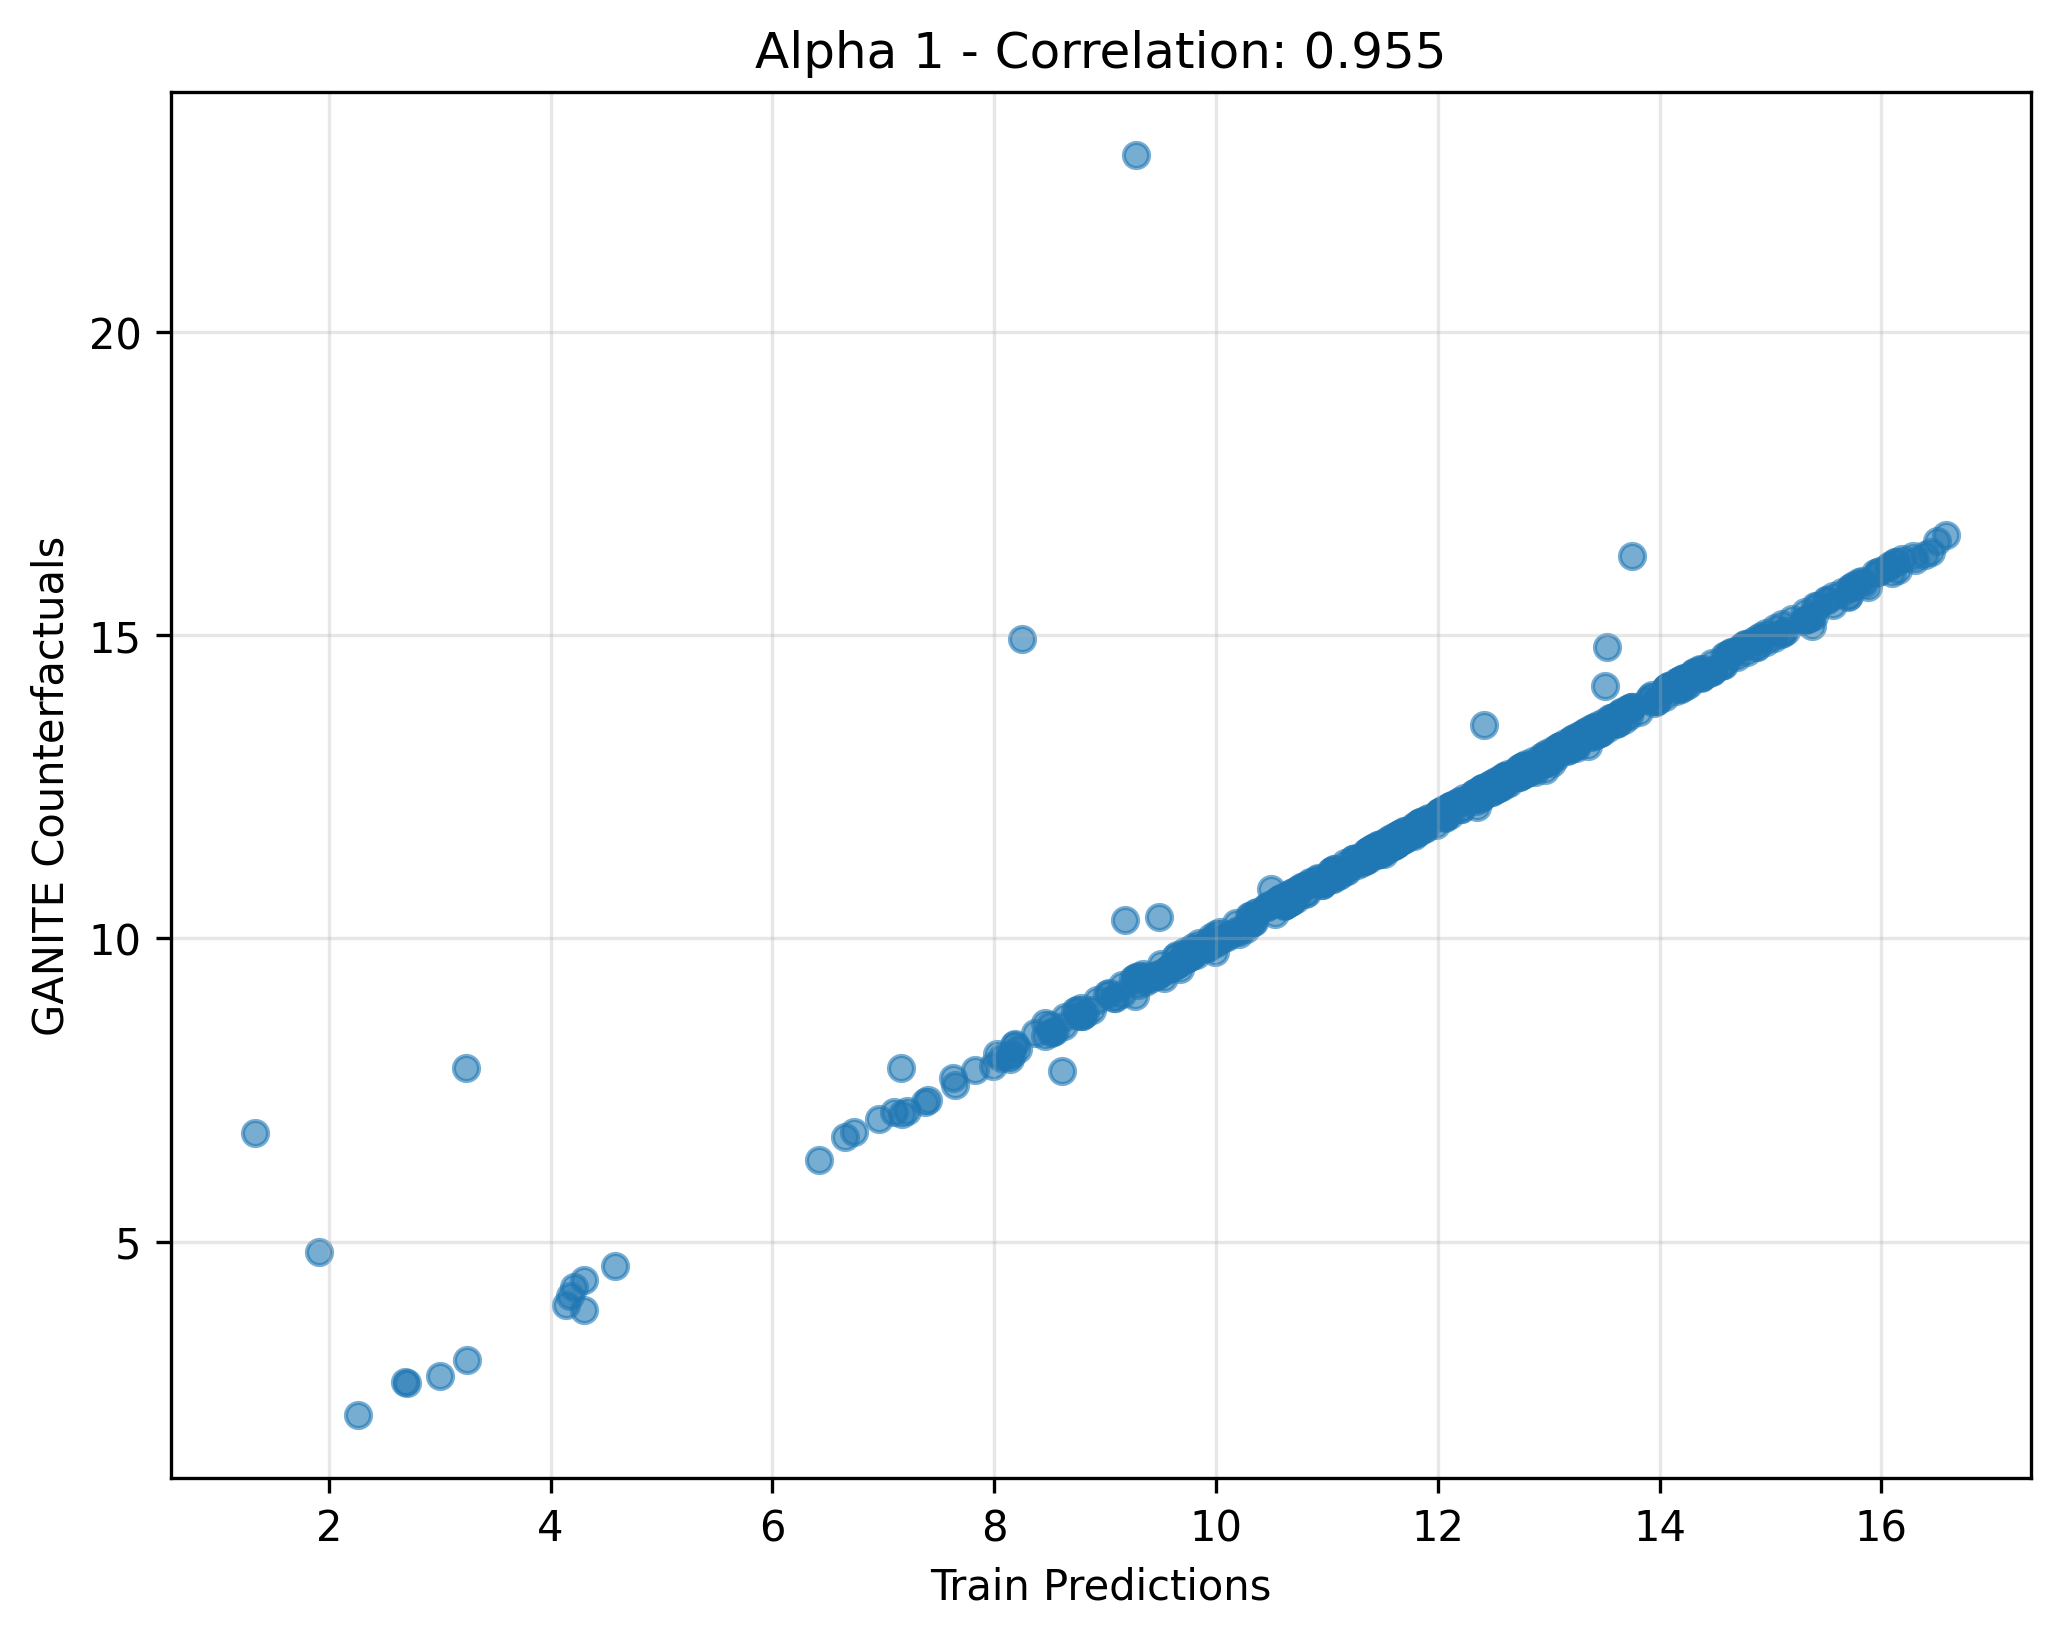 Alpha 1 - Correlation: 0.955
GANITE Counterfactuals
20
15
10
5
2 4 6 8 10 12 14 16
Train Predictions